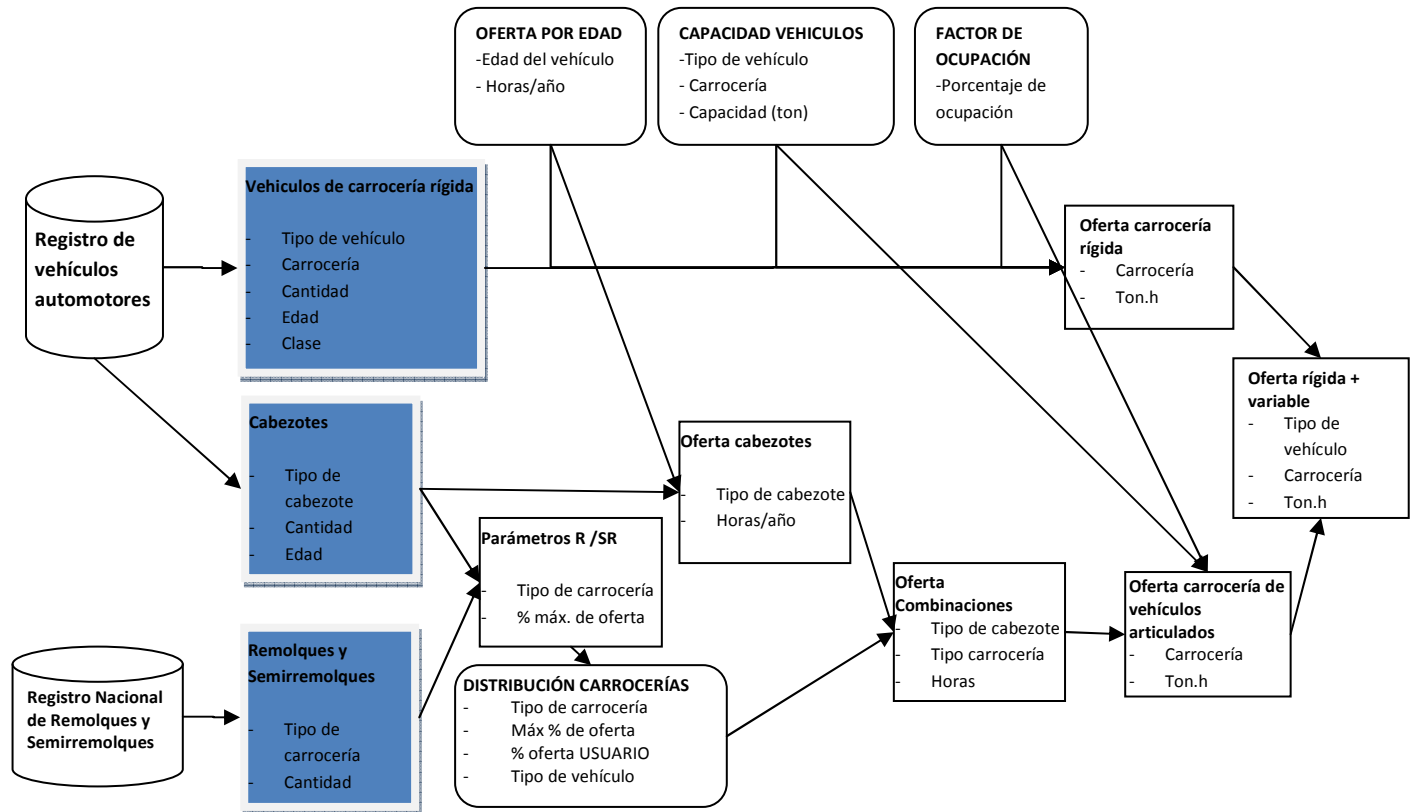 OFERTA POR EDAD
-Edad del vehículo
- Horas/año
CAPACIDAD VEHICULOS
-Tipo de vehículo
- Carrocería
- Capacidad (ton)
FACTOR DE
OCUPACIÓN
-Porcentaje de
ocupación
Vehiculos de carrocería rígida
- Tipo de vehículo
- Carrocería
- Cantidad
- Edad
- Clase
Registro de
vehículos
automotores
Oferta carrocería
rígida
- Carrocería
- Ton.h
Oferta rígida +
variable
- Tipo de
vehículo
- Carrocería
- Ton.h
Cabezotes
- Tipo de
cabezote
- Cantidad
- Edad
Oferta cabezotes
- Tipo de cabezote
- Horas/año
Parámetros R /SR
- Tipo de carrocería
- % máx. de oferta
Oferta
Combinaciones
- Tipo de cabezote
- Tipo carrocería
- Horas
Oferta carrocería de
vehículos
articulados
- Carrocería
- Ton.h
Registro Nacional
de Remolques y
Semirremolques
Remolques y
Semirremolques
- Tipo de
carrocería
- Cantidad
DISTRIBUCIÓN CARROCERÍAS
- Tipo de carrocería
- Máx % de oferta
- % oferta USUARIO
- Tipo de vehículo